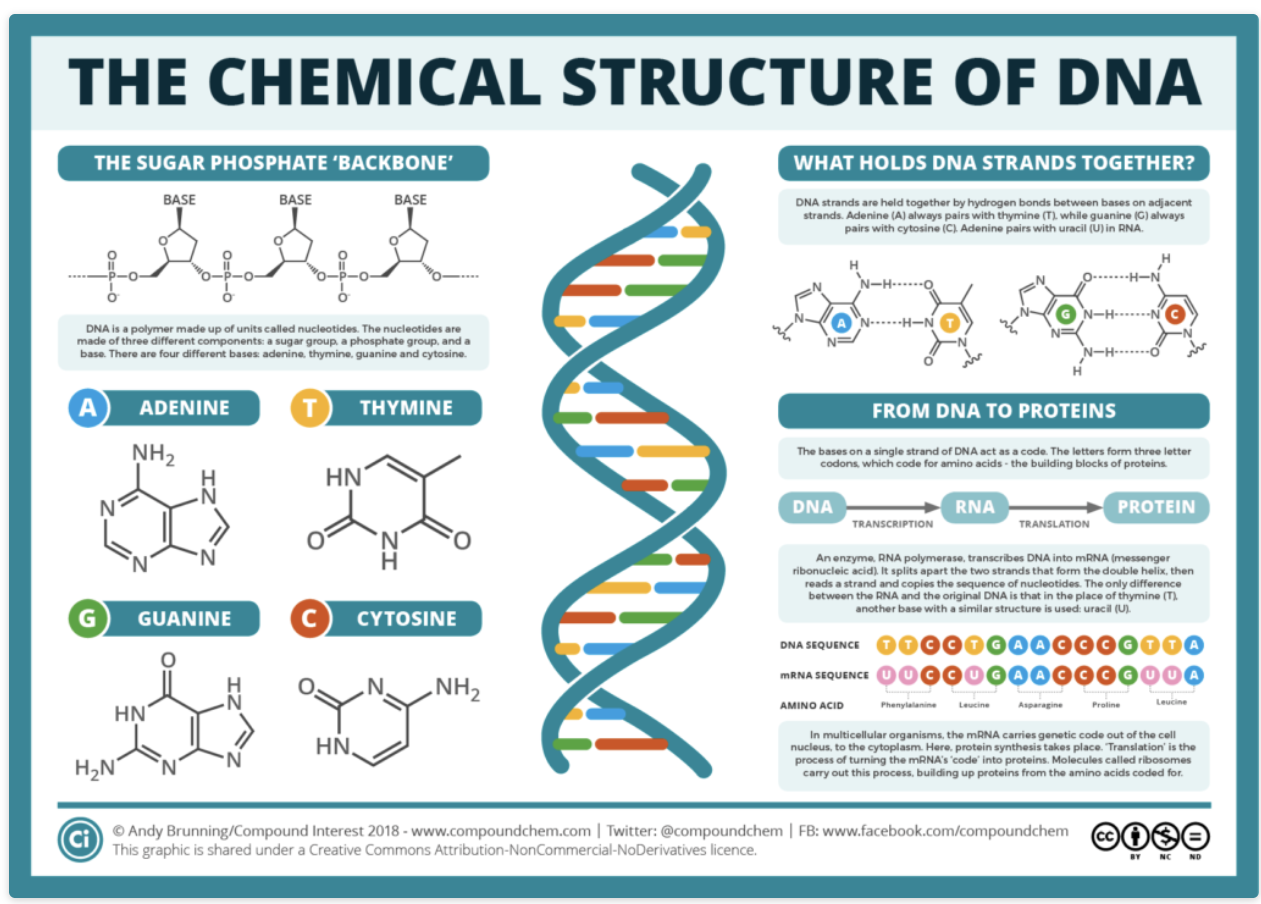 THE CHEMICAL STRUCTURE OF DNA
THE SUGAR PHOSPHATE ‘BACKBONE’
BASE BASE BASE
O O O
O P O O P O O P O O
O- O- O-
DNA is a polymer made up of units called nucleotides. The nucleotides are
made of three different components: a sugar group, a phosphate group, and a
base. There are four different bases: adenine, thymine, guanine and cytosine.
A ADENINE
NH2
N
H
N
N
N
T THYMINE
HN
O
N
H
O
G GUANINE
O
H
N
HN
H2N
N
N
C CYTOSINE
O
N
NH2
HN
WHAT HOLDS DNA STRANDS TOGETHER?
DNA strands are held together by hydrogen bonds between bases on adjacent
strands. Adenine (A) always pairs with thymine (T), while guanine (G) always
pairs with cytosine (C). Adenine pairs with uracil (U) in RNA.
H
N H O
N
N A N H N T
N O N
N O H N
H
N G N H N C
N N H O N
H
FROM DNA TO PROTEINS
The bases on a single strand of DNA act as a code. The letters form three letter
codons, which code for amino acids - the building blocks of proteins.
DNA RNA PROTEIN
TRANSCRIPTION TRANSLATION
An enzyme, RNA polymerase, transcribes DNA into mRNA (messenger
ribonucleic acid). It splits apart the two strands that form the double helix, then
reads a strand and copies the sequence of nucleotides. The only difference
between the RNA and the original DNA is that in the place of thymine (T),
another base with a similar structure is used: uracil (U).
DNA SEQUENCE T T C C T G A A C C C G T T A
mRNA SEQUENCE U U C C U G A A C C C G U U A
AMINO ACID Phenylalanine Leucine Asparagine Proline Leucine
In multicellular organisms, the mRNA carries genetic code out of the cell
nucleus, to the cytoplasm. Here, protein synthesis takes place. ‘Translation’ is the
process of turning the mRNA’s ‘code’ into proteins. Molecules called ribosomes
carry out this process, building up proteins from the amino acids coded for.
Ci
© Andy Brunning/Compound Interest 2018 - www.compoundchem.com | Twitter: @compoundchem | FB: www.facebook.com/compoundchem
This graphic is shared under a Creative Commons Attribution-NonCommercial-NoDerivatives licence.
cc
BY NC ND